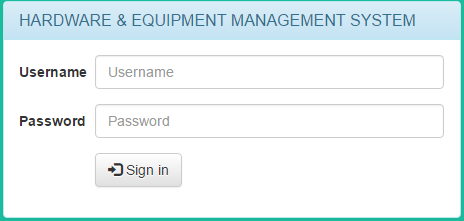 HARDWARE & EQUIPMENT MANAGEMENT SYSTEM
Username Username
Password Password
Sign in